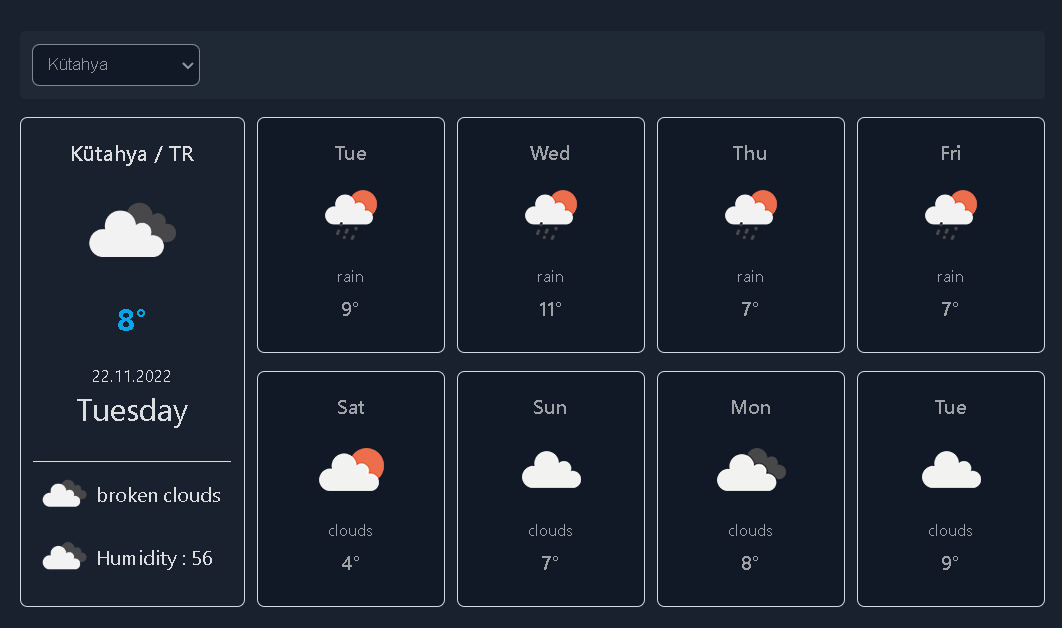 Kütahya
Kütahya / TR
8°
22.11.2022
Tuesday
broken clouds
Humidity : 56
Tue
rain
9°
Wed
rain
11°
Thu
rain
7°
Fri
rain
7°
Sat
clouds
4°
Sun
clouds
7°
Mon
clouds
8°
Tue
clouds
9°